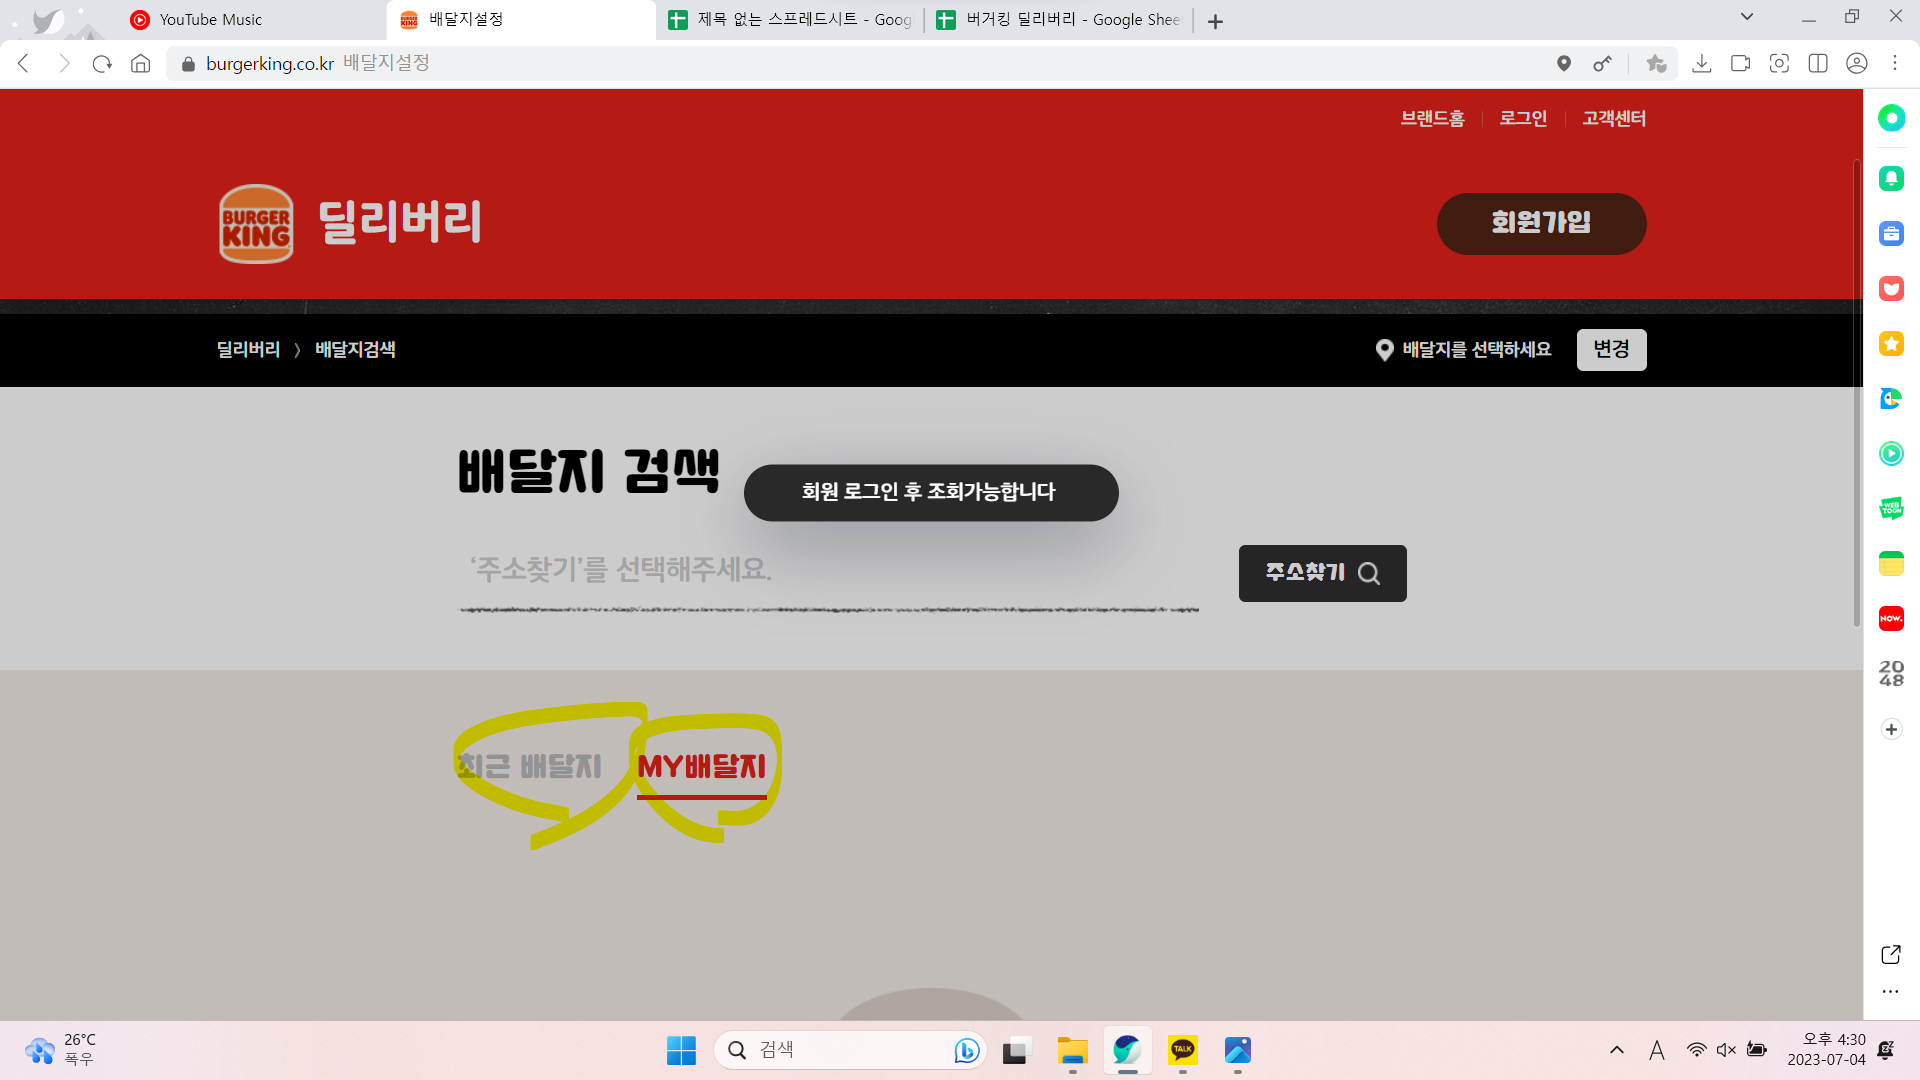 YouTube Music
배달지설정
제목 없는 스프레드시트 - Goog
버거킹 딜리버리 - Google Shee
burgerking.co.kr 배달지설정
브랜드홈
로그인
고객센터
BURGER
KING
딜리버리
회원가입
딜리버리 〉 배달지검색
배달지를 선택하세요
변경
배달지 검색
회원 로그인 후 조회가능합니다
‘주소찾기’를 선택해주세요.
주소찾기
최근 배달지
MY배달지
WEB
TOON
NOW.
20
48
26°C
폭우
검색
TALK
A
오후 4:30
2023-07-04